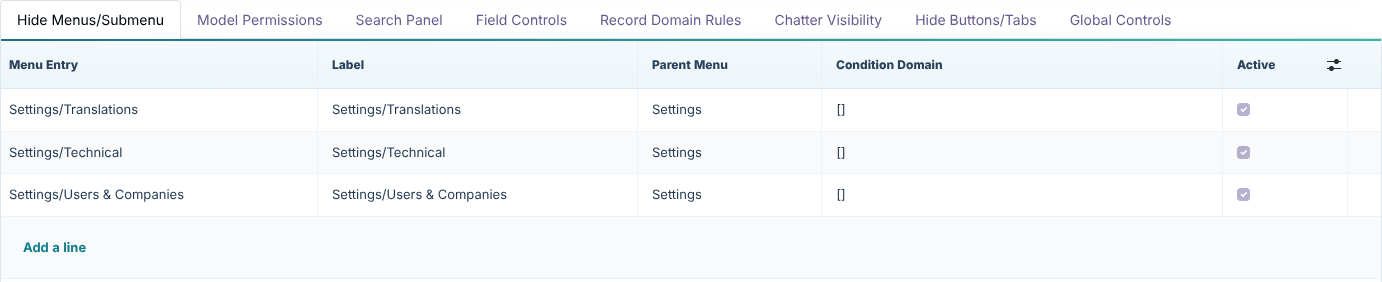 Hide Menus/Submenu Model Permissions Search Panel Field Controls Record Domain Rules Chatter Visibility Hide Buttons/Tabs Global Controls
Menu Entry Label Parent Menu Condition Domain Active
Settings/Translations Settings/Translations Settings []
Settings/Technical Settings/Technical Settings []
Settings/Users & Companies Settings/Users & Companies Settings []
Add a line